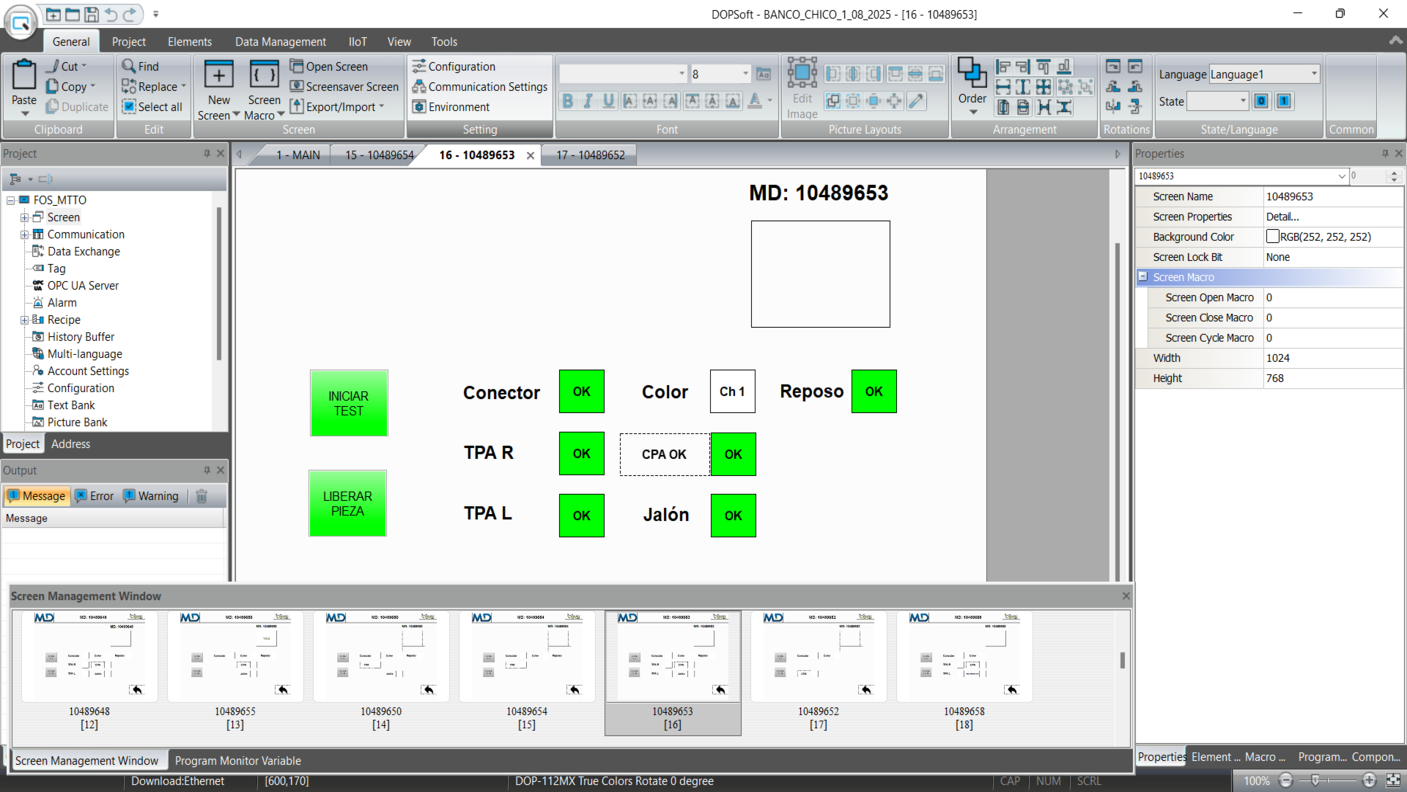 DOPSoft - BANCO_CHICO_1_08_2025 - [16 - 10489653]
General Project Elements Data Management IIoT View Tools
Paste
Cut
Copy
Duplicate
Clipboard
Find
Replace
Select all
Edit
New Screen
Screen Macro
Open Screen
Screensaver Screen
Export/Import
Screen
Configuration
Communication Settings
Environment
Setting
8
B I U A A A A A A A
Font
Edit Image
Picture Layouts
Order
Arrangement
Rotations
Language Language1
State
State/Language
Common
Project
FOS_MTTO
Screen
Communication
Data Exchange
Tag
OPC UA Server
Alarm
Recipe
History Buffer
Multi-language
Account Settings
Configuration
Text Bank
Picture Bank
Project Address
Output
Message Error Warning
Message
1 - MAIN 15 - 10489654 16 - 10489653 17 - 10489652
MD: 10489653
INICIAR
TEST
Conector OK Color Ch 1 Reposo OK
TPA R OK CPA OK OK
LIBERAR
PIEZA
TPA L OK Jalón OK
Properties
10489653 0
Screen Name 10489653
Screen Properties Detail...
Background Color RGB(252, 252, 252)
Screen Lock Bit None
Screen Macro
Screen Open Macro 0
Screen Close Macro 0
Screen Cycle Macro 0
Width 1024
Height 768
Screen Management Window
MD MD MD MD MD MD MD
10489648 10489655 10489650 10489654 10489653 10489652 10489658
[12] [13] [14] [15] [16] [17] [18]
Screen Management Window Program Monitor Variable
Properties Element ... Macro ... Program... Compon...
Download:Ethernet [600,170] DOP-112MX True Colors Rotate 0 degree CAP NUM SCRL 100%